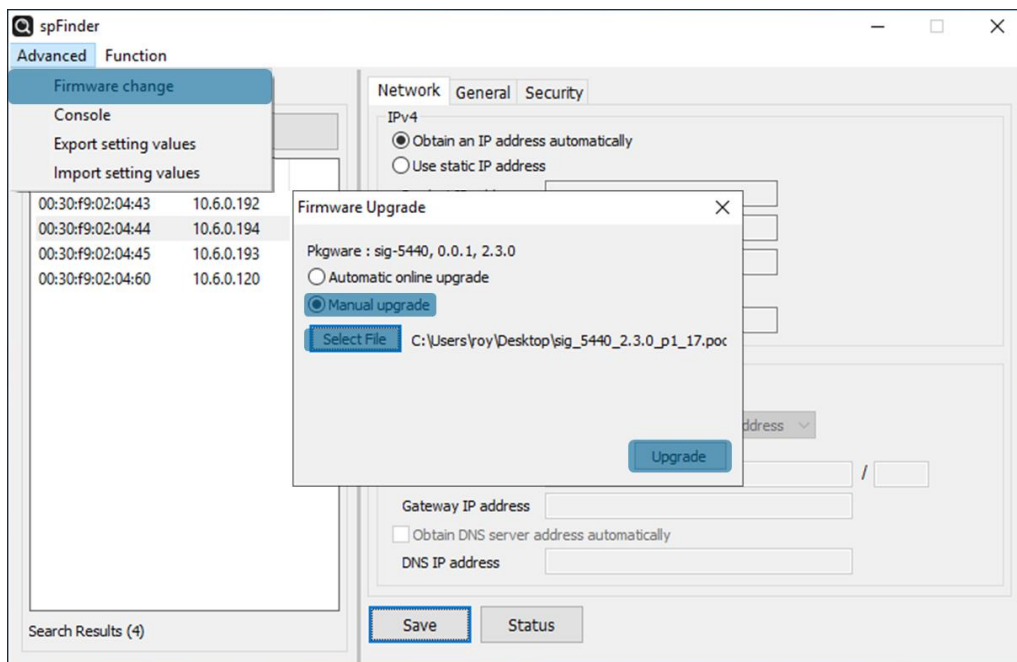 spFinder
Advanced Function
Firmware change
Console
Export setting values
Import setting values
00:30:f9:02:04:43 10.6.0.192
00:30:f9:02:04:44 10.6.0.194
00:30:f9:02:04:45 10.6.0.193
00:30:f9:02:04:60 10.6.0.120
Search Results (4)
Network General Security
IPv4
Obtain an IP address automatically
Use static IP address
Firmware Upgrade
Pkgware : sig-5440, 0.0.1, 2.3.0
Automatic online upgrade
Manual upgrade
Select File C:\Users\roy\Desktop\sig_5440_2.3.0_p1_17.poc
Upgrade
ddress
/
Gateway IP address
Obtain DNS server address automatically
DNS IP address
Save Status